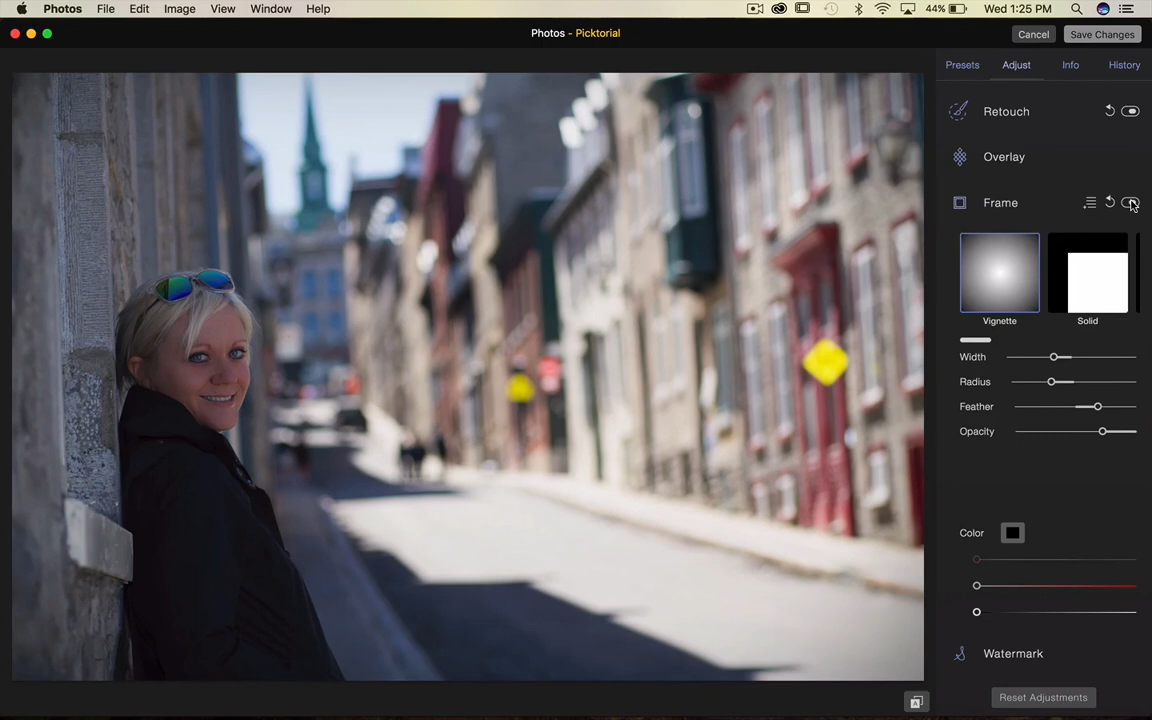 Photos File Edit Image View Window Help 44% Wed 1:25 PM
Photos - Picktorial
Cancel Save Changes
Presets Adjust Info History
Retouch
Overlay
Frame
Vignette Solid
Width
Radius
Feather
Opacity
Color
Watermark
Reset Adjustments